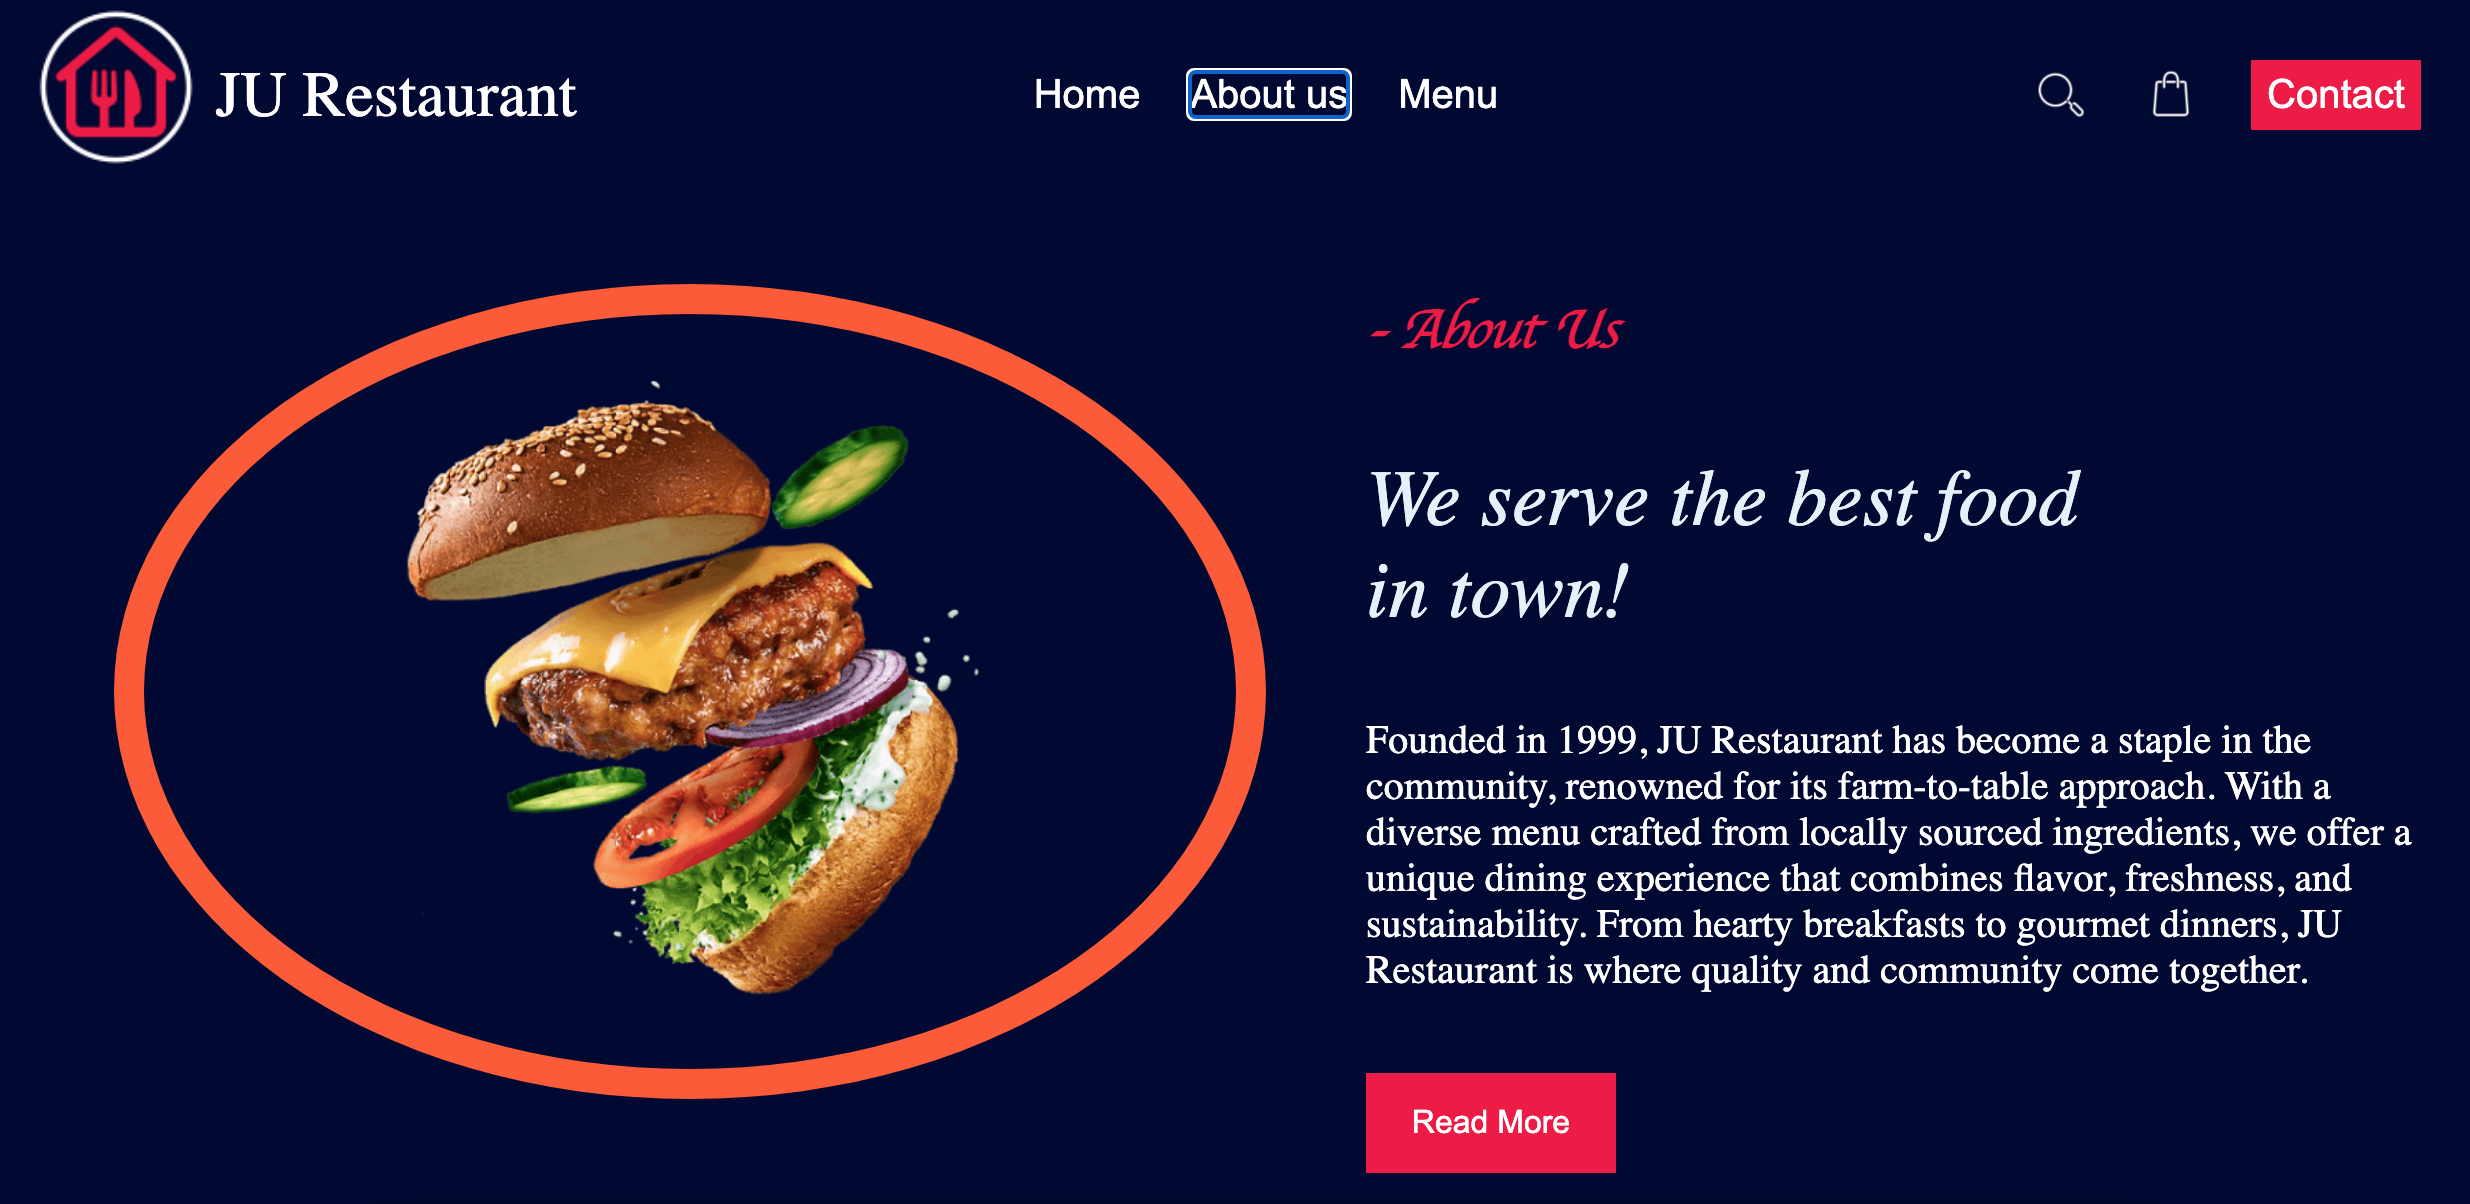 JU Restaurant
Home
About us
Menu
Contact
- About Us
We serve the best food
in town!
Founded in 1999, JU Restaurant has become a staple in the
community, renowned for its farm-to-table approach. With a
diverse menu crafted from locally sourced ingredients, we offer a
unique dining experience that combines flavor, freshness, and
sustainability. From hearty breakfasts to gourmet dinners, JU
Restaurant is where quality and community come together.
Read More